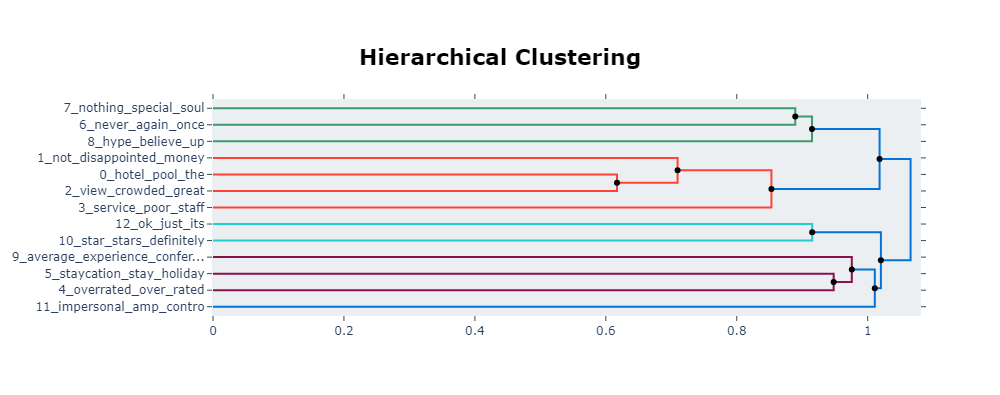 Hierarchical Clustering
7_nothing_special_soul
6_never_again_once
8_hype_believe_up
1_not_disappointed_money
0_hotel_pool_the
2_view_crowded_great
3_service_poor_staff
12_ok_just_its
10_star_stars_definitely
9_average_experience_confer...
5_staycation_stay_holiday
4_overrated_over_rated
11_impersonal_amp_contro
0 0.2 0.4 0.6 0.8 1